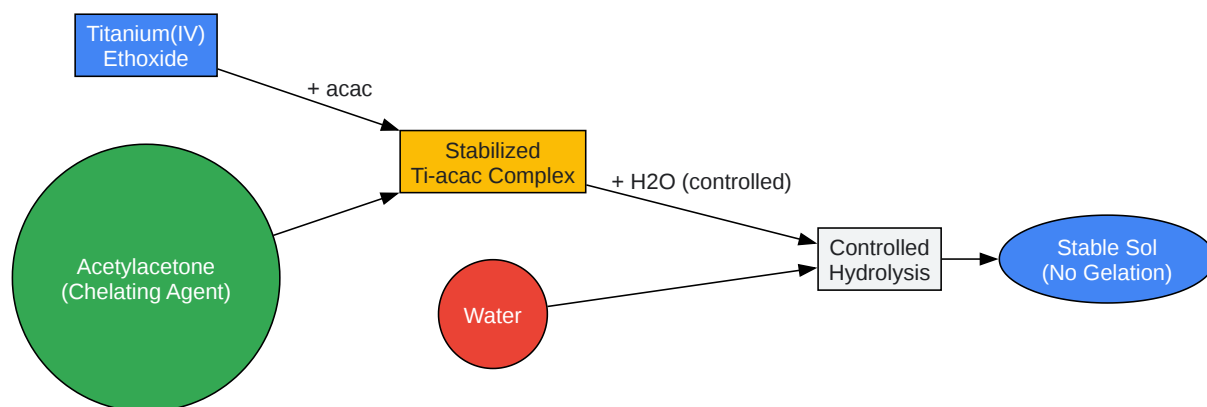 Titanium(IV)
Ethoxide
+ acac
Stabilized
Ti-acac Complex
+ H2O (controlled)
Acetylacetone
(Chelating Agent)
Water
Controlled
Hydrolysis
Stable Sol
(No Gelation)